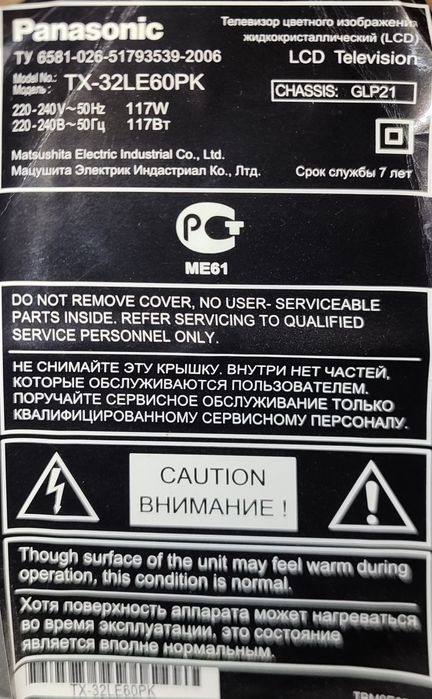 Panasonic
Телевизор цветного изображения
жидкокристаллический (LCD)
ТУ 6581-026-51793539-2006
LCD Television
Model No.:
Модель :
TX-32LE60PK
CHASSIS: GLP21
220-240V~50Hz 117W
220-240В~50Гц 117Вт
Matsushita Electric Industrial Co., Ltd.
Мацушита Электрик Индастриал Ко., Лтд.
Срок службы 7 лет
РСТ
ME61
DO NOT REMOVE COVER, NO USER- SERVICEABLE
PARTS INSIDE. REFER SERVICING TO QUALIFIED
SERVICE PERSONNEL ONLY.
НЕ СНИМАЙТЕ ЭТУ КРЫШКУ. ВНУТРИ НЕТ ЧАСТЕЙ,
КОТОРЫЕ ОБСЛУЖИВАЮТСЯ ПОЛЬЗОВАТЕЛЕМ.
ПОРУЧАЙТЕ СЕРВИСНОЕ ОБСЛУЖИВАНИЕ ТОЛЬКО
КВАЛИФИЦИРОВАННОМУ СЕРВИСНОМУ ПЕРСОНАЛУ.
CAUTION
ВНИМАНИЕ !
Though surface of the unit may feel warm during
operation, this condition is normal.
Хотя поверхность аппарата может нагреваться
во время эксплуатации, это состояние
является вполне нормальным.
TX-32LE60PK